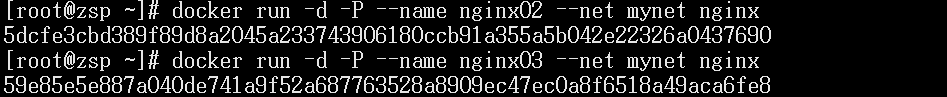 [root@zsp ~]# docker run -d -P --name nginx02 --net mynet nginx
5dcfe3cbd389f89d8a2045a233743906180ccb91a355a5b042e22326a0437690
[root@zsp ~]# docker run -d -P --name nginx03 --net mynet nginx
59e85e5e887a040de741a9f52a687763528a8909ec47ec0a8f6518a49aca6fe8